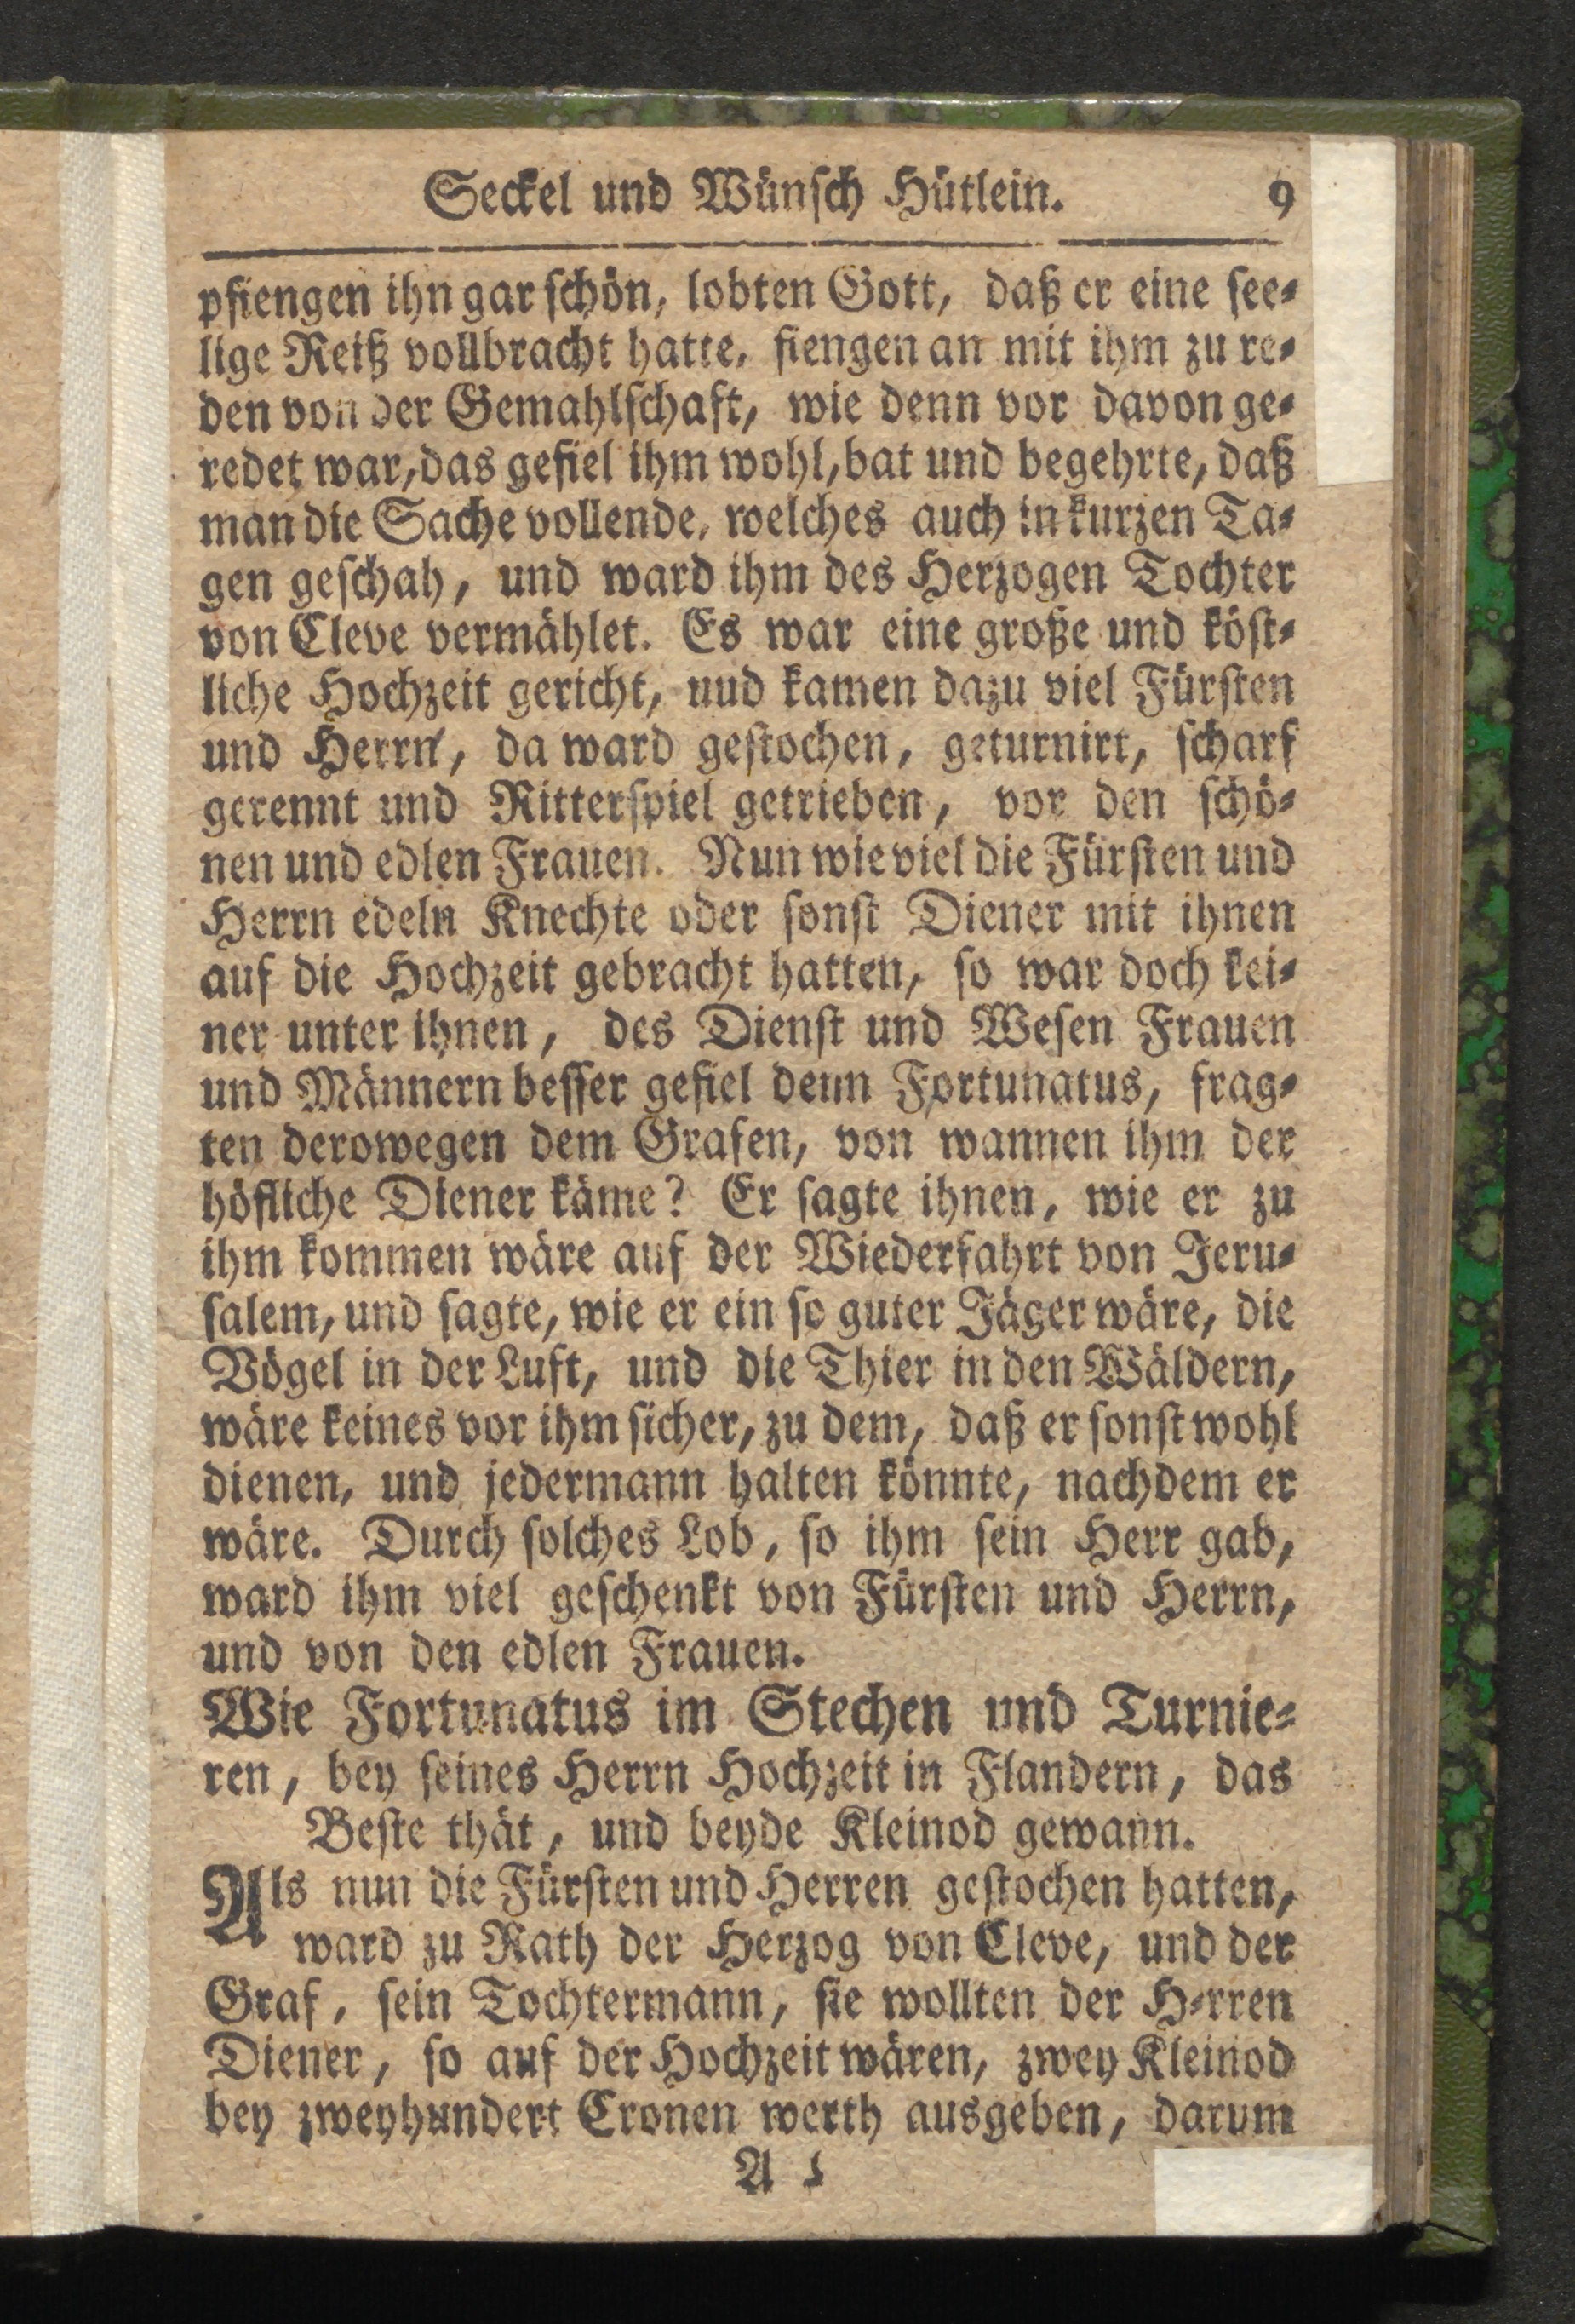 Seckel und Wünsch Hütlein. 9
pfiengen ihn gar schön, lobten Gott, daß er eine see-
lige Reiß vollbracht hatte, fiengen an mit ihm zu re-
den von der Gemahlschaft, wie denn vor davon ge-
redet war, das gefiel ihm wohl, bat und begehrte, daß
man die Sache vollende, welches auch in kurzen Ta-
gen geschah, und ward ihm des Herzogen Tochter
von Cleve vermählet. Es war eine große und köst-
liche Hochzeit gericht, uud kamen dazu viel Fürsten
und Herrn, da ward gestochen, geturnirt, scharf
gerennt und Ritterspiel getrieben, vor den schö-
nen und edlen Frauen. Nun wie viel die Fürsten und
Herrn edeln Knechte oder sonst Diener mit ihnen
auf die Hochzeit gebracht hatten, so war doch kei-
ner unter ihnen, des Dienst und Wesen Frauen
und Männern besser gefiel denn Fortunatus, frag-
ten derowegen dem Grafen, von wannen ihm der
höfliche Diener käme? Er sagte ihnen, wie er zu
ihm kommen wäre auf der Wiederfahrt von Jeru-
salem, und sagte, wie er ein so guter Jäger wäre, die
Vögel in der Luft, und die Thier in den Wäldern,
wäre keines vor ihm sicher, zu dem, daß er sonst wohl
dienen, und jedermann halten könnte, nachdem er
wäre. Durch solches Lob, so ihm sein Herr gab,
ward ihm viel geschenkt von Fürsten und Herrn,
und von den edlen Frauen.
Wie Fortunatus im Stechen und Turnie-
ren, bey seines Herrn Hochzeit in Flandern, das
Beste thät, und beyde Kleinod gewann.
Als nun die Fürsten und Herren gestochen hatten,
ward zu Rath der Herzog von Cleve, und der
Graf, sein Tochtermann, sie wollten der Herren
Diener, so auf der Hochzeit wären, zwey Kleinod
bey zweyhundert Cronen werth ausgeben, darum
A